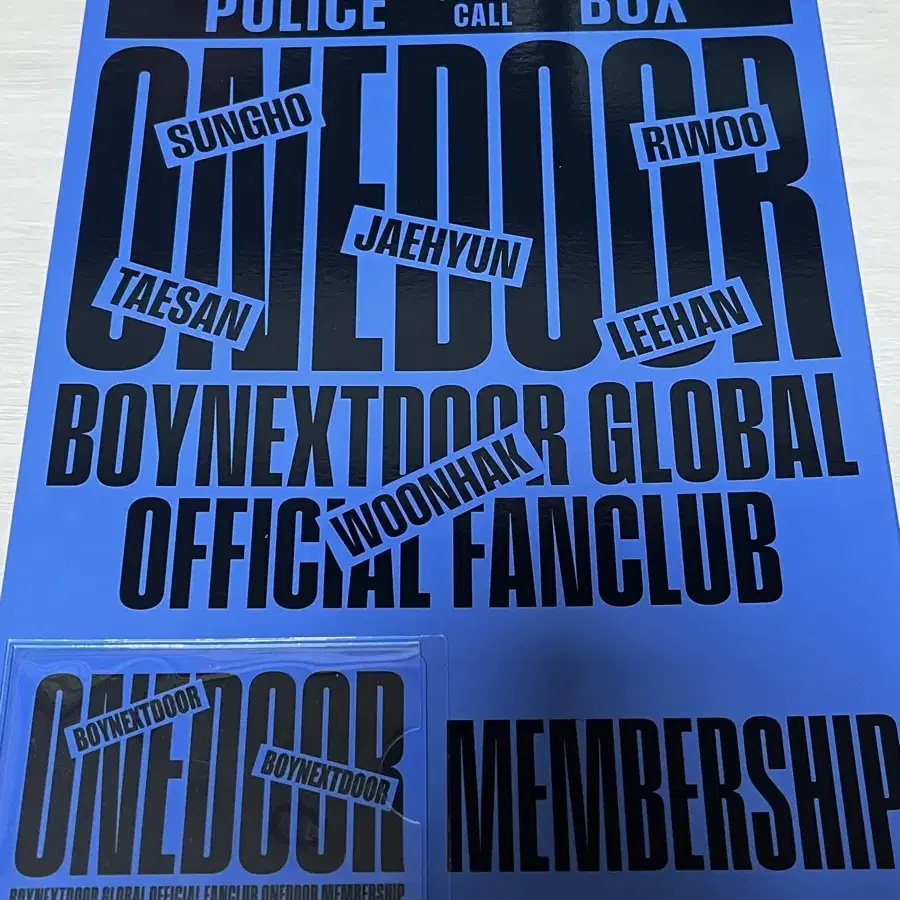 POLICE CALL BOX
ONEDOOR
SUNGHO
RIWOO
JAEHYUN
TAESAN
LEEHAN
BOYNEXTDOOR GLOBAL
WOONHAK
OFFICIAL FANCLUB
ONEDOOR
BOYNEXTDOOR
BOYNEXTDOOR
MEMBERSHIP
BOYNEXTDOOR GLOBAL OFFICIAL FANCLUB ONEDOOR MEMBERSHIP